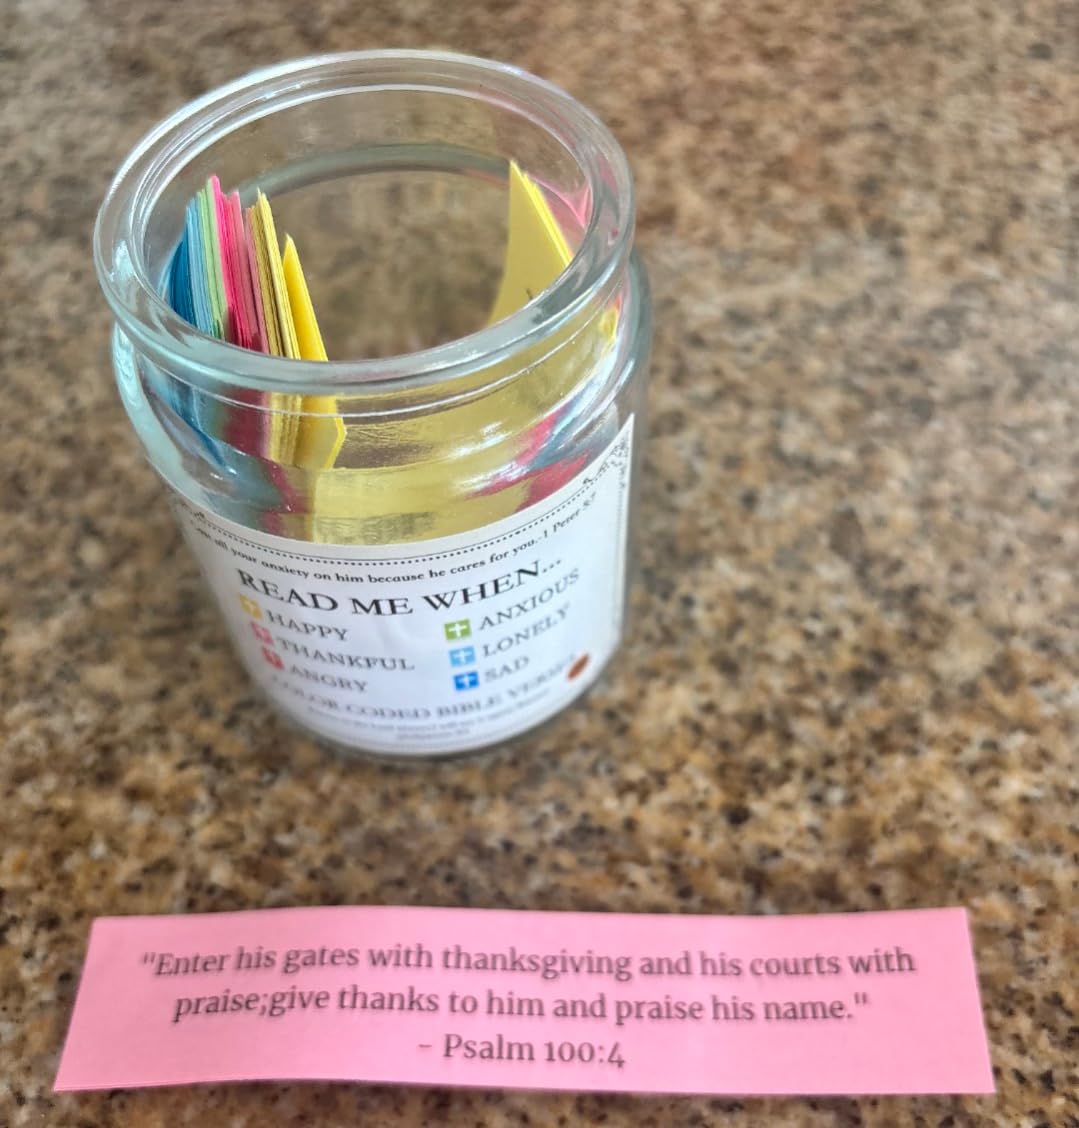 all your anxiety on him because he cares for you.-1 Peter 5:7
READ ME WHEN...
HAPPY
THANKFUL
ANGRY
ANXIOUS
LONELY
SAD
COLOR CODED BIBLE VERSES
"Enter his gates with thanksgiving and his courts with
praise;give thanks to him and praise his name."
- Psalm 100:4